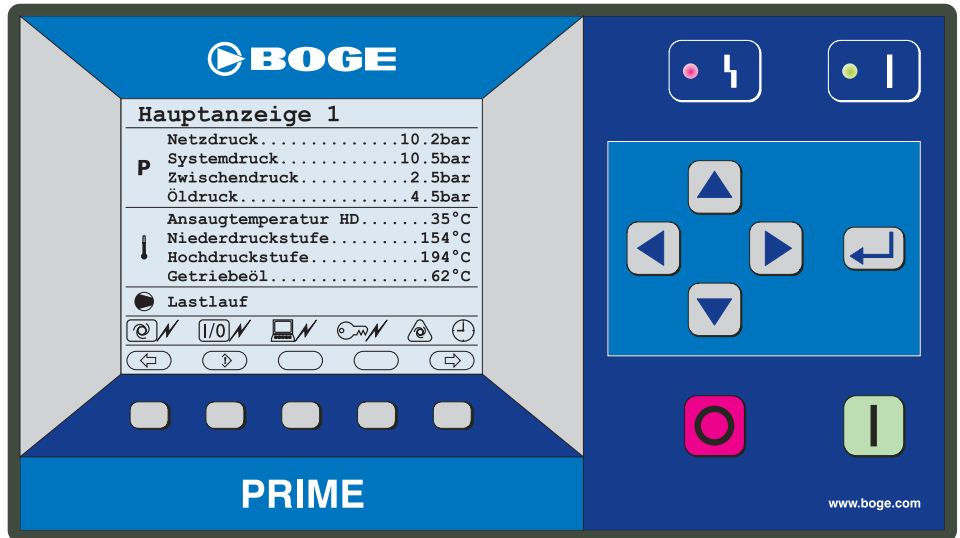 BOGE
Hauptanzeige 1
Netzdruck..............10.2bar
P
Systemdruck............10.5bar
Zwischendruck...........2.5bar
Öldruck.................4.5bar
Ansaugtemperatur HD.......35°C
Niederdruckstufe.........154°C
Hochdruckstufe...........194°C
Getriebeöl................62°C
Lastlauf
I/0
PRIME
www.boge.com